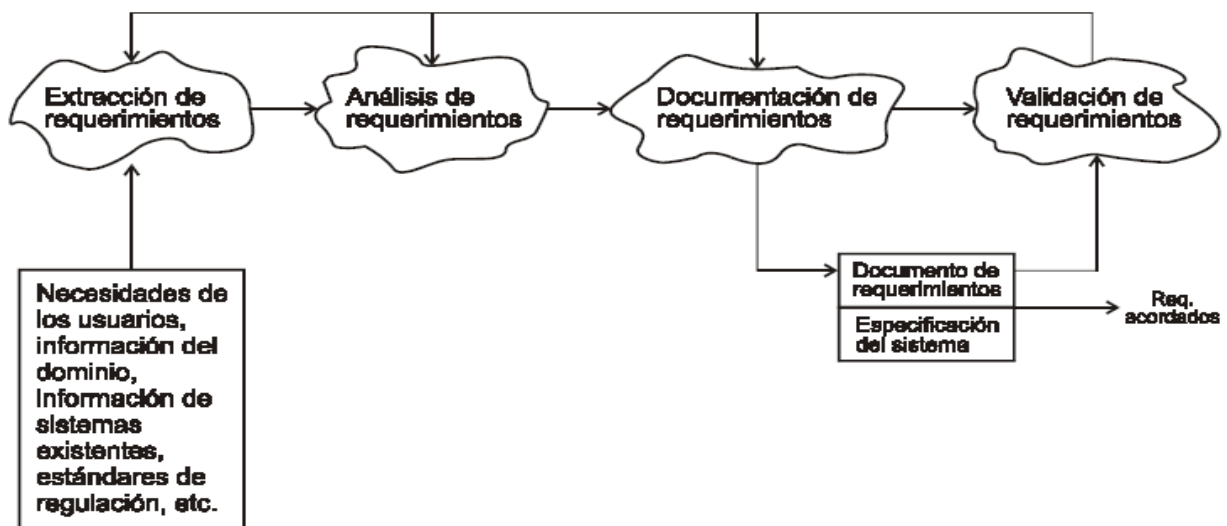 Extracción de
requerimientos
Análisis de
requerimientos
Documentación de
requerimientos
Validación de
requerimientos
Necesidades de
los usuarios,
información del
dominio,
Información de
sistemas
existentes,
estándares de
regulación, etc.
Documento de
requerimientos
Especificación
del sistema
Req.
acordados